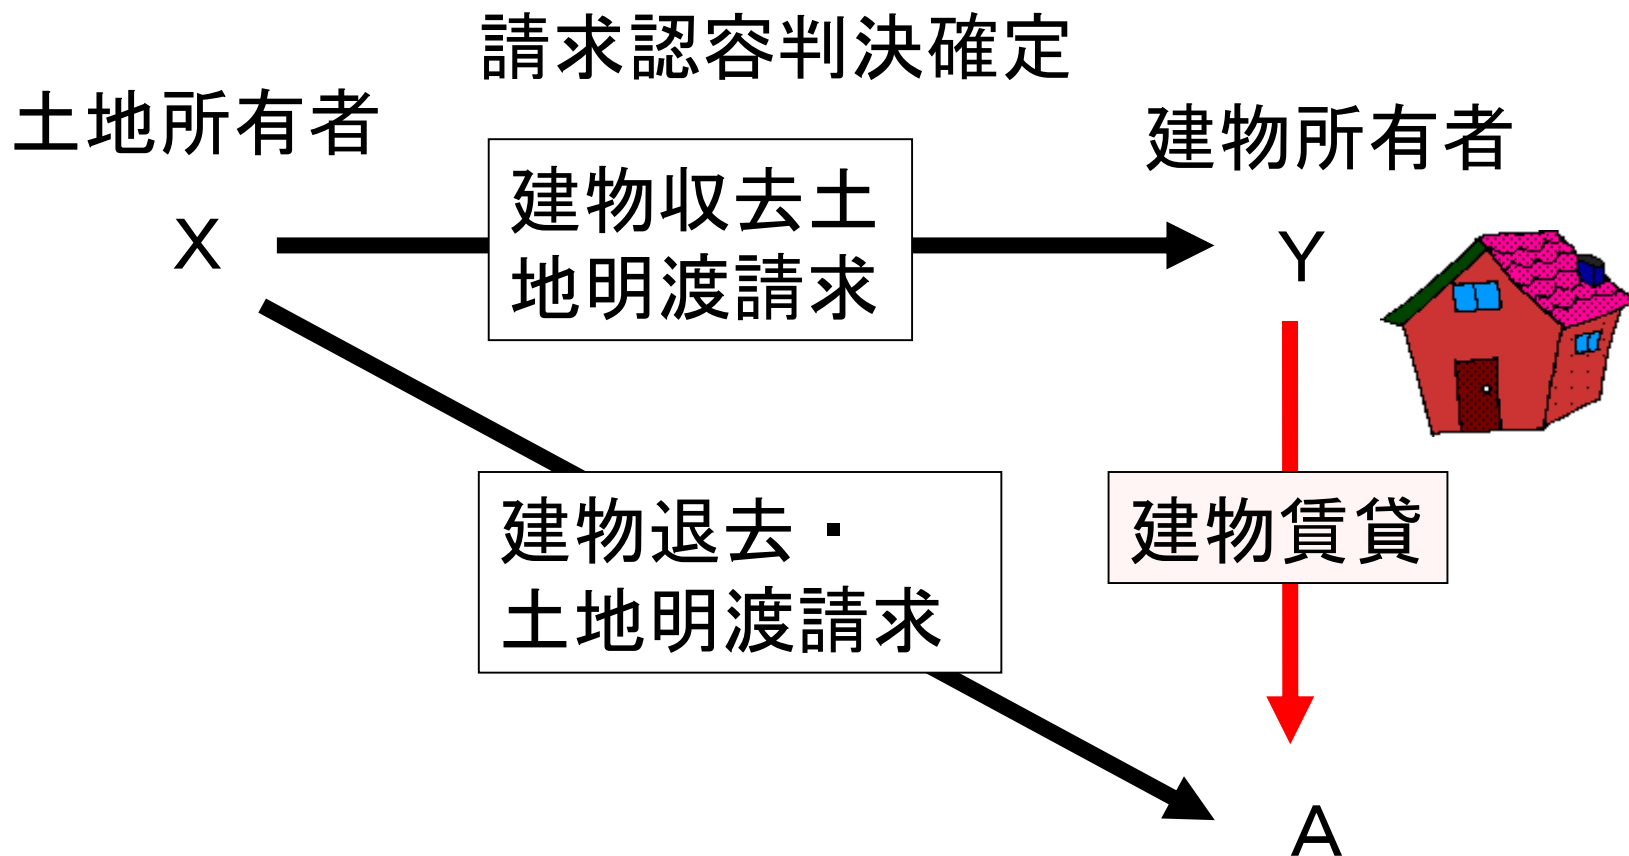 請求認容判決確定
土地所有者
建物所有者
建物収去土
地明渡請求
X
Y
建物退去・
土地明渡請求
建物賃貸
A